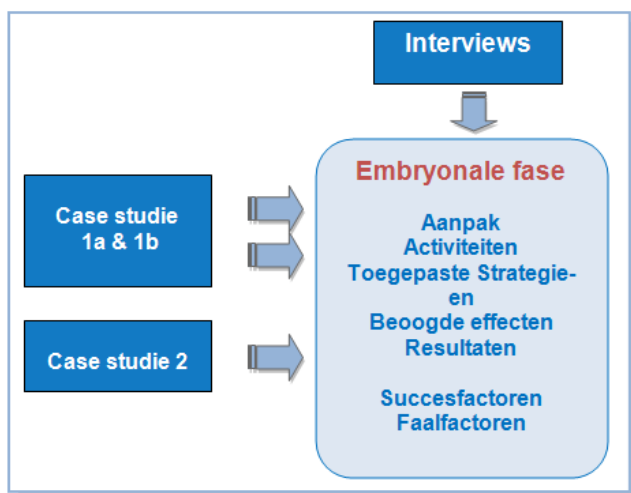 Interviews
Embryonale fase
Case studie
1a & 1b
Aanpak
Activiteiten
Toegepaste Strategie-
en
Beoogde effecten
Resultaten
Case studie 2
Succesfactoren
Faalfactoren